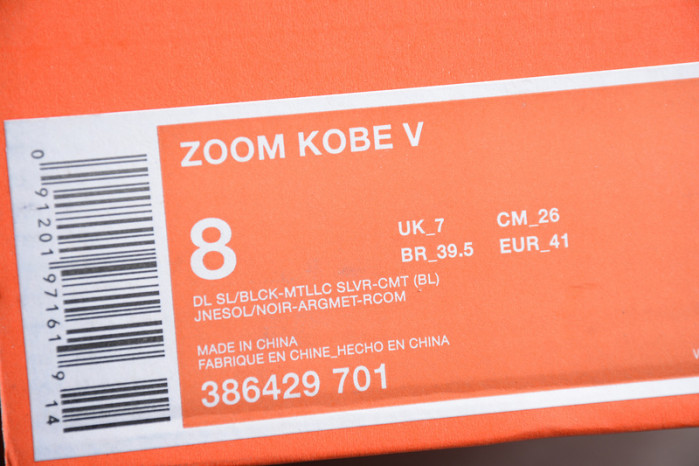 ZOOM KOBE V
8
UK_7 CM_26
BR_39.5 EUR_41
DL SL/BLCK-MTLLC SLVR-CMT (BL)
JNESOL/NOIR-ARGMET-RCOM
MADE IN CHINA
FABRIQUE EN CHINE_HECHO EN CHINA
386429 701
0 91201 97161 9 14